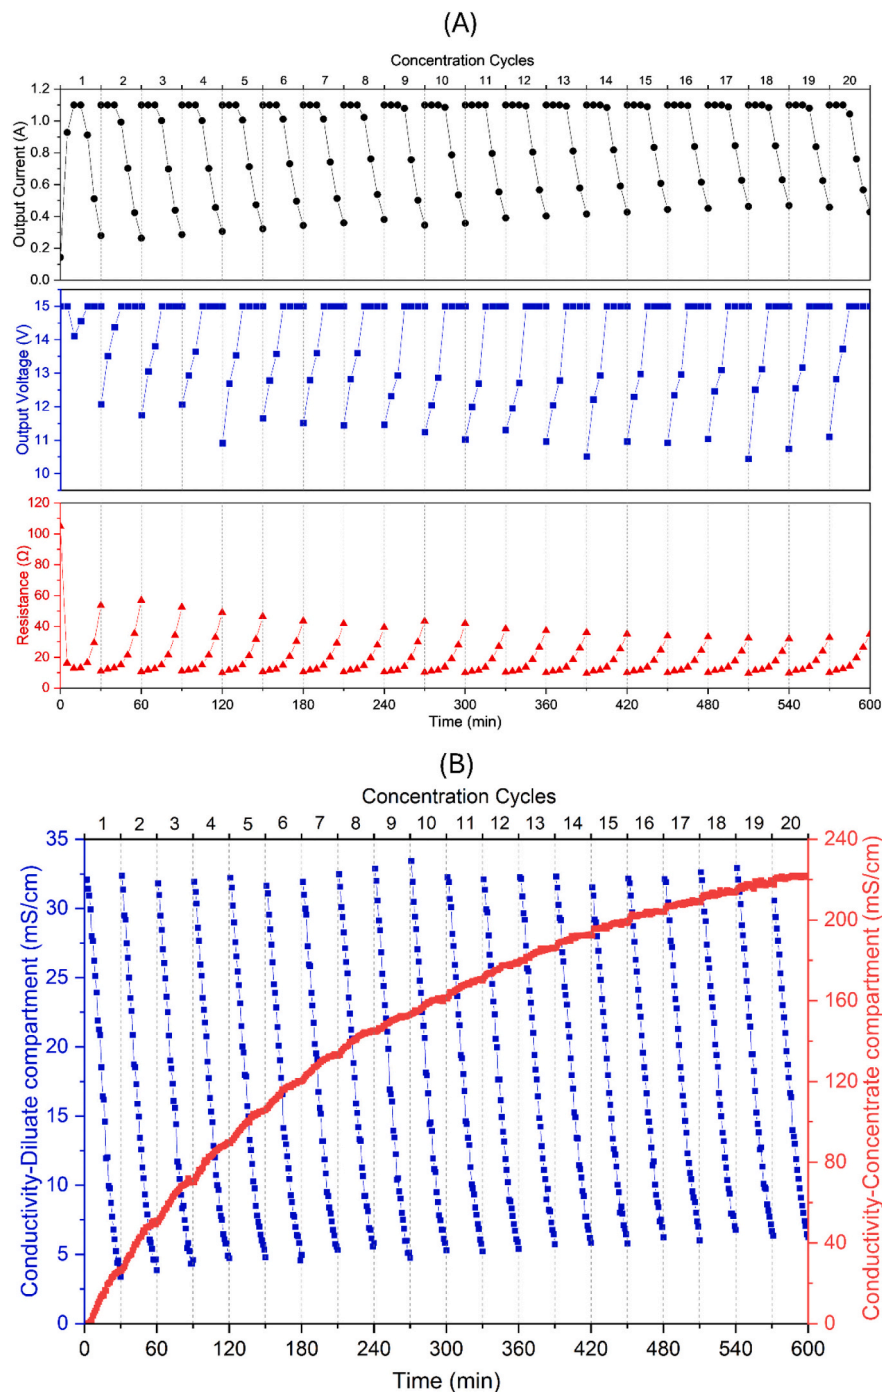 (A)
Concentration Cycles
1 2 3 4 5 6 7 8 9 10 11 12 13 14 15 16 17 18 19 20
Output Current (A)
1.2
1.0
0.8
0.6
0.4
0.2
0.0
Output Voltage (V)
15
14
13
12
11
10
Resistance (Ω)
120
100
80
60
40
20
0
0 60 120 180 240 300 360 420 480 540 600
Time (min)
(B)
Concentration Cycles
1 2 3 4 5 6 7 8 9 10 11 12 13 14 15 16 17 18 19 20
Conductivity-Diluate compartment (mS/cm)
35
30
25
20
15
10
5
0
240
200
160
120
80
40
0
Conductivity-Concentrate compartment (mS/cm)
0 60 120 180 240 300 360 420 480 540 600
Time (min)